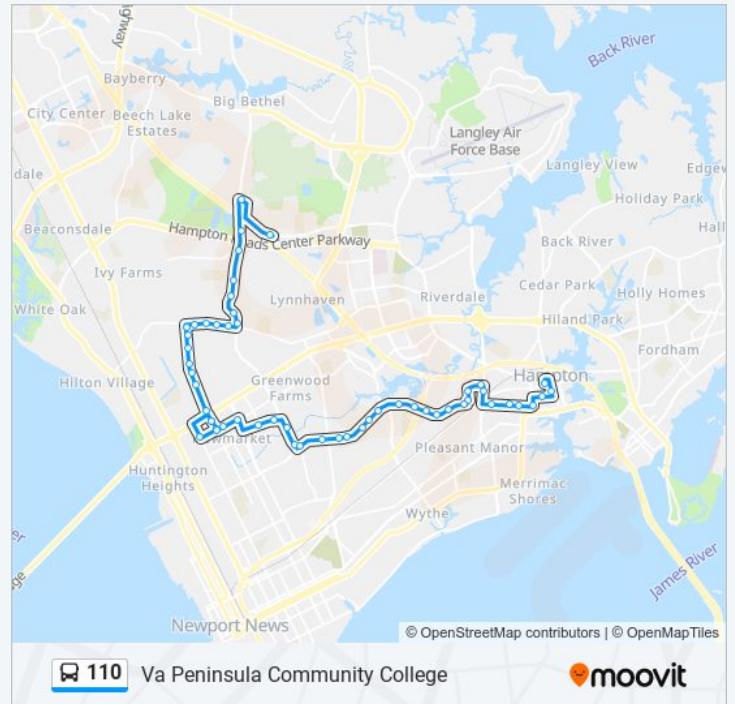 Back River
Highway
Bayberry
Big Bethel
City Center
Beech Lake
Estates
Langley Air
Force Base
Langley View
dale
Edgew
Holiday Park
Beaconsdale
Hampton Roads Center Parkway
Hall
Back River
Ivy Farms
Cedar Park
Lynnhaven
Riverdale
Holly Homes
White Oak
Hiland Park
Fordham
Hilton Village
Greenwood
Farms
Hampton
Newmarket
Pleasant Manor
Huntington
Heights
Merrimac
Shores
Wythe
James River
Newport News
© OpenStreetMap contributors | © OpenMapTiles
110 Va Peninsula Community College
moovit